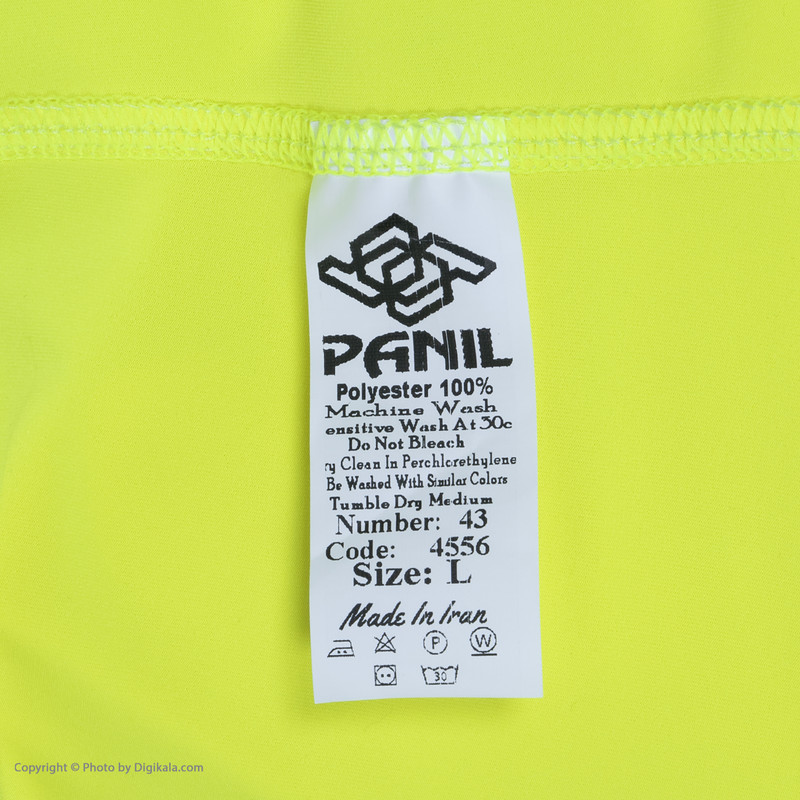 PANIL
Polyester 100%
Machine Wash
ensitive Wash At 30c
Do Not Bleach
ry Clean In Perchlorethylene
Be Washed With Similar Colors
Tumble Dry Medium
Number: 43
Code: 4556
Size: L
Made In Iran
P W
30
Copyright © Photo by Digikala.com